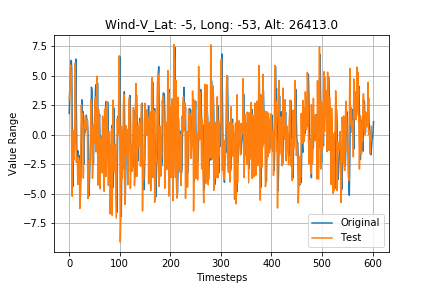 Wind-V_Lat: -5, Long: -53, Alt: 26413.0
Value Range
7.5
5.0
2.5
0.0
−2.5
−5.0
−7.5
Original
Test
0 100 200 300 400 500 600
Timesteps